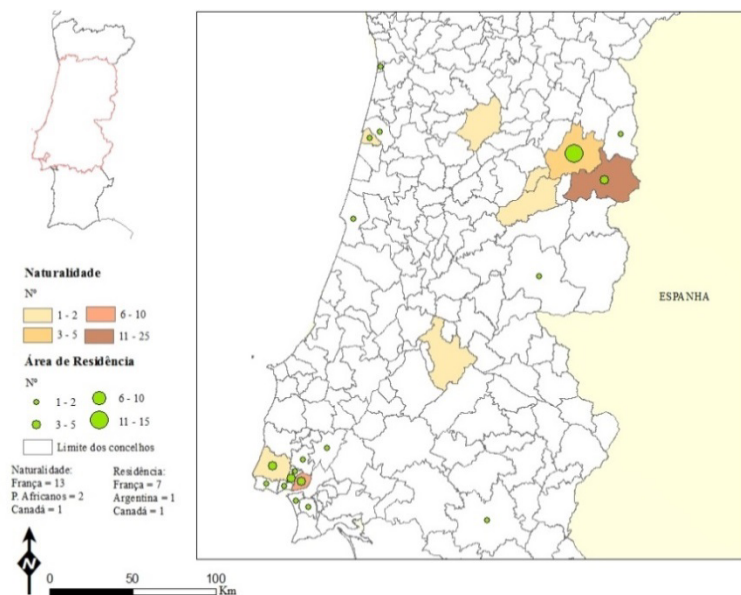 ESPANHA
Naturalidade
Nº
1 - 2
6 - 10
3 - 5
11 - 25
Área de Residência
Nº
1 - 2
6 - 10
3 - 5
11 - 15
Limite dos concelhos
Naturalidade:
França = 13
P. Africanos = 2
Canadá = 1
Residência:
França = 7
Argentina = 1
Canadá = 1
N
0
50
100
Km